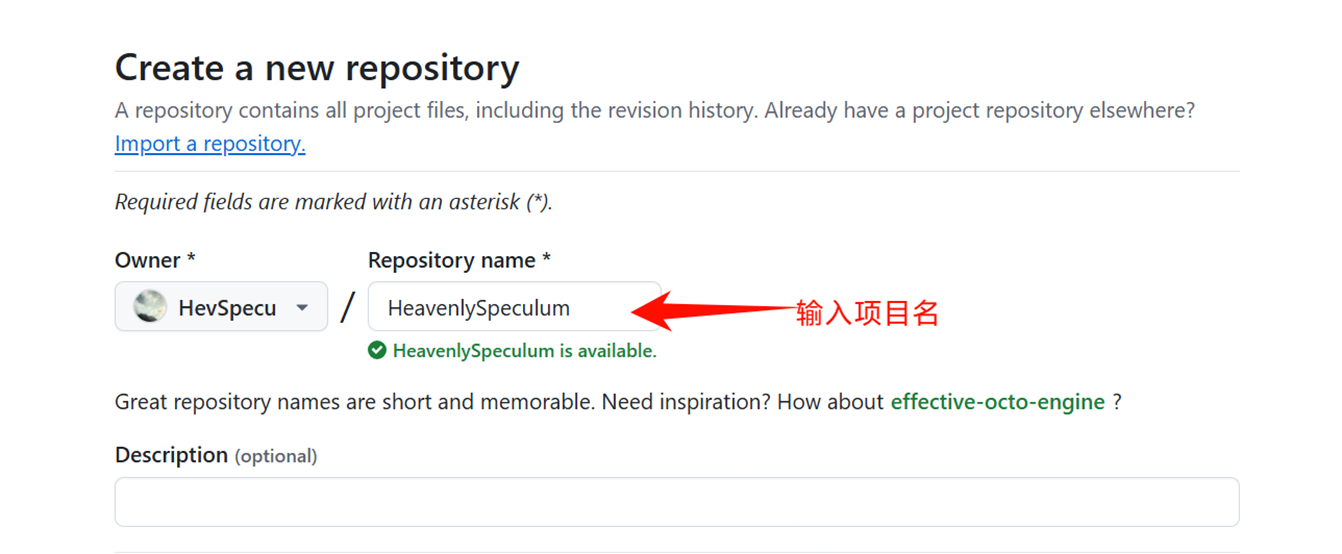 Create a new repository
A repository contains all project files, including the revision history. Already have a project repository elsewhere?
Import a repository.
Required fields are marked with an asterisk (*).
Owner *
Repository name *
HevSpecu
/
HeavenlySpeculum
输入项目名
HeavenlySpeculum is available.
Great repository names are short and memorable. Need inspiration? How about effective-octo-engine ?
Description (optional)